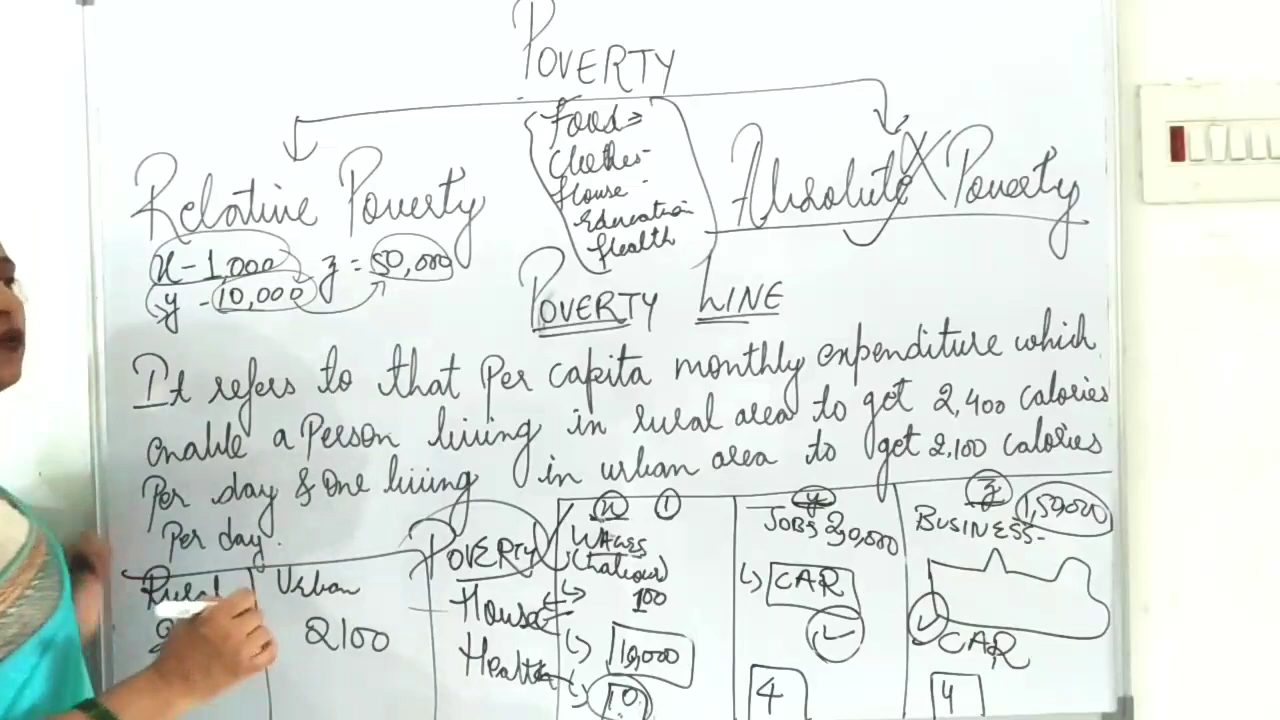 POVERTY
Food
Clothes
House
Education
Health
Relative Poverty
Absolute Poverty
x - 1,000 z = 50,000
y - 10,000
POVERTY LINE
It refers to that Per capita monthly expenditure which
enable a Person living in rural area to get 2,400 calories
Per day & One living in urban area to get 2,100 calories
Per day.
Rural Urban
2100
POVERTY
House
Health
x 1
WAGES
(Labour)
100
10,000
10
y
JOBS 30,000
CAR
4
z 1,50,000
BUSINESS-
CAR
4